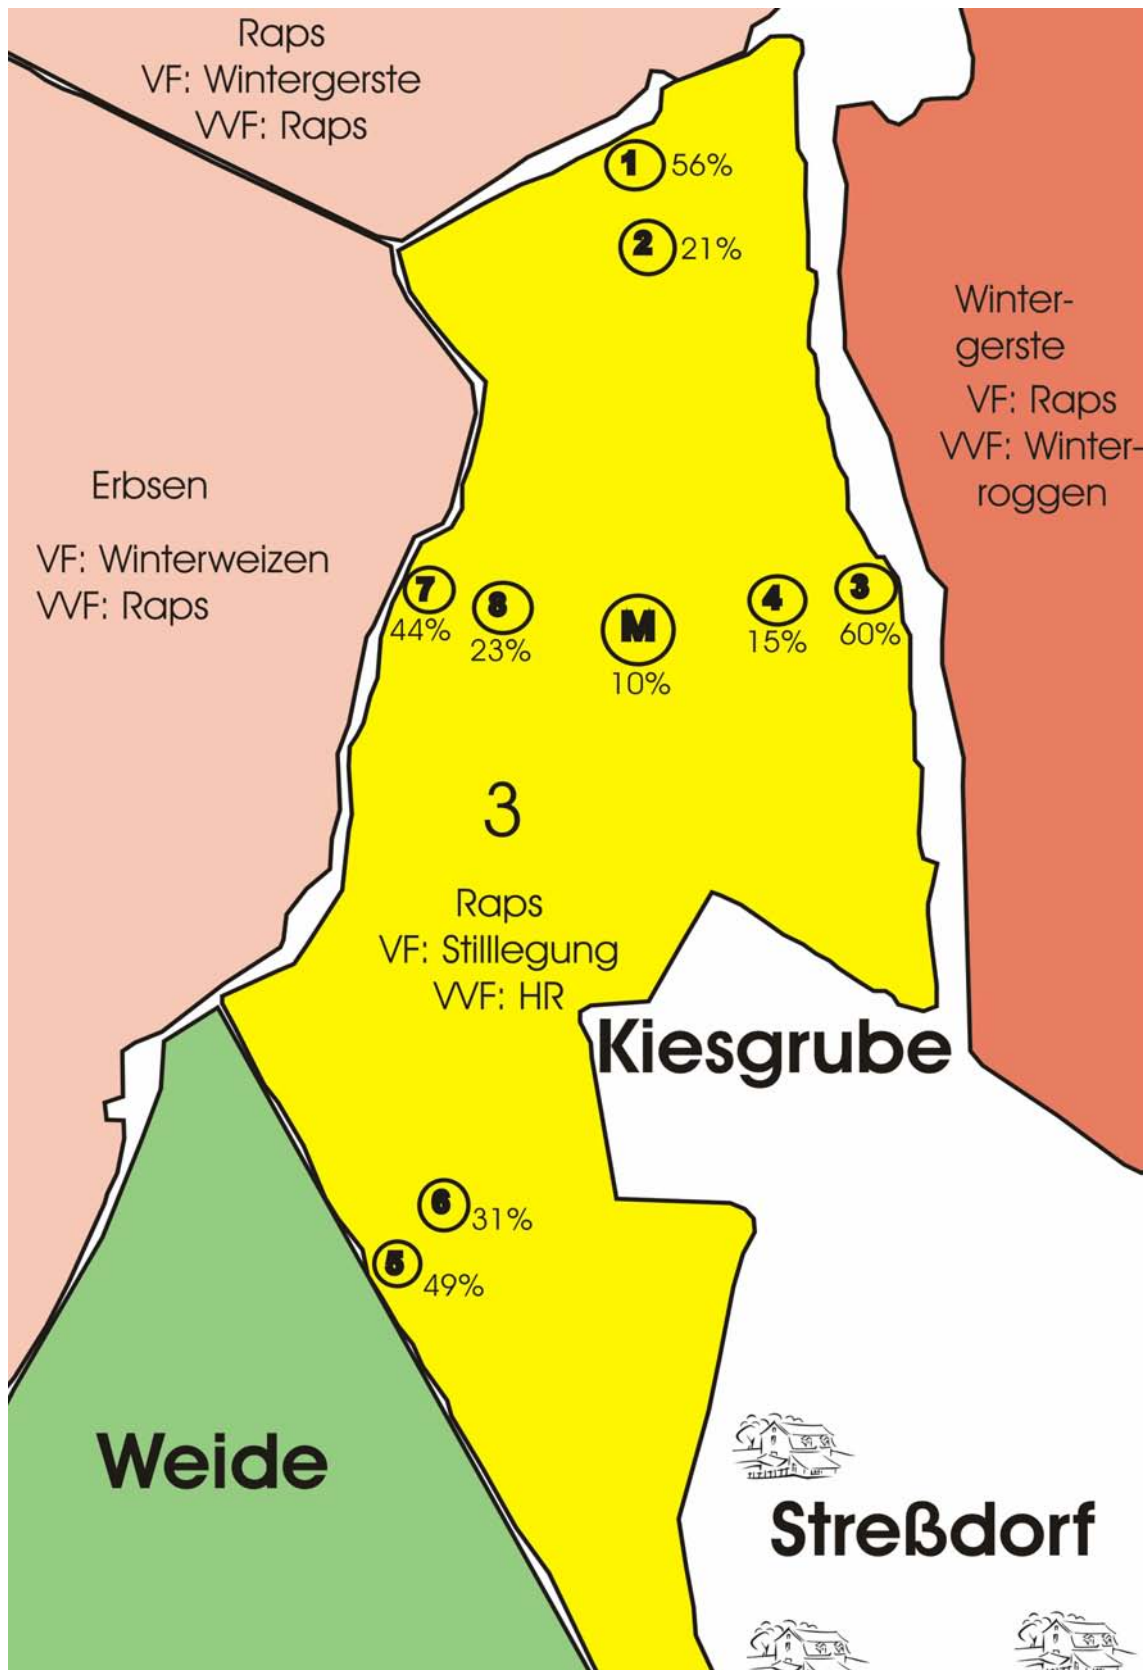 Raps
VF: Wintergerste
VVF: Raps
1 56%
2 21%
Winter-
gerste
VF: Raps
VVF: Winter-
roggen
Erbsen
VF: Winterweizen
VVF: Raps
7
44%
8
23%
M
10%
4
15%
3
60%
3
Raps
VF: Stilllegung
VVF: HR
Kiesgrube
6 31%
5 49%
Weide
Streßdorf